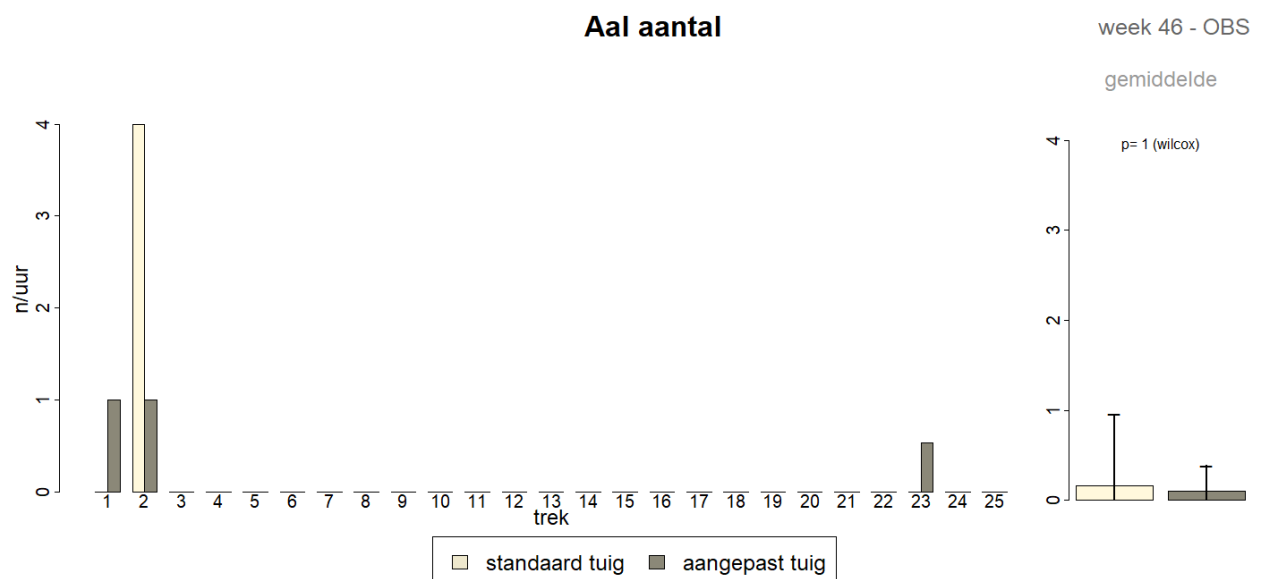 Aal aantal
week 46 - OBS
gemiddelde
n/uur
4
3
2
1
0
1 2 3 4 5 6 7 8 9 10 11 12 13 14 15 16 17 18 19 20 21 22 23 24 25
trek
standaard tuig aangepast tuig
p= 1 (wilcox)
4
3
2
1
0